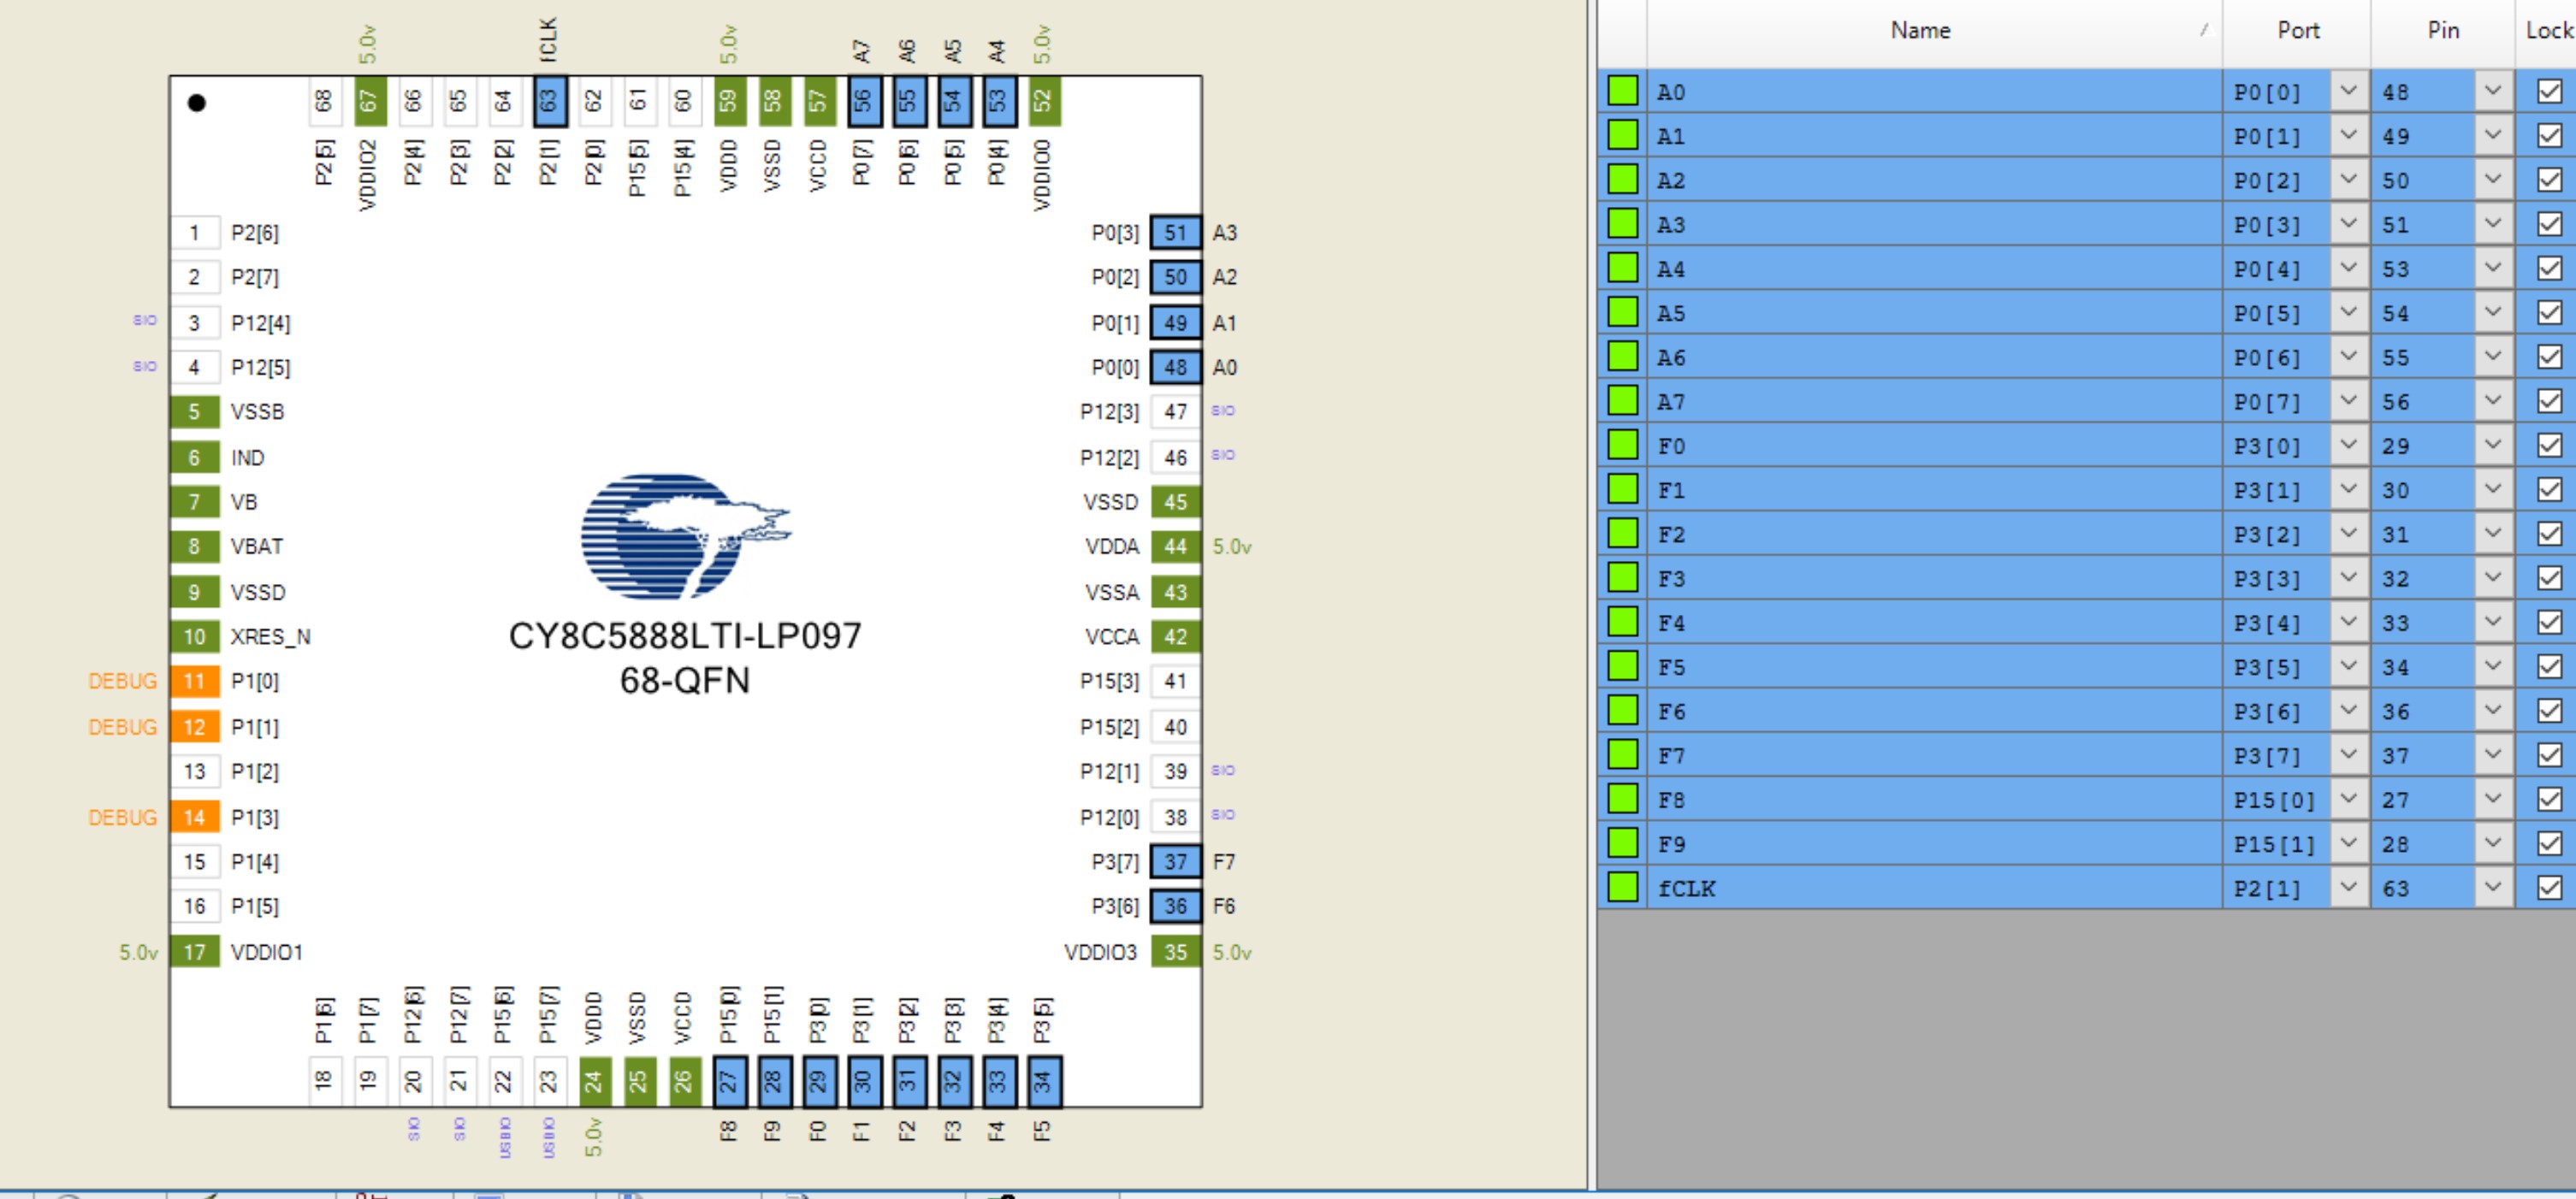 5.0v fCLK 5.0v A7 A6 A5 A4 5.0v
68 67 66 65 64 63 62 61 60 59 58 57 56 55 54 53 52
P2[5] VDDIO2 P2[4] P2[3] P2[2] P2[1] P2[0] P15[5] P15[4] VDDD VSSD VCCD P0[7] P0[6] P0[5] P0[4] VDDIO0
1 P2[6]
2 P2[7]
SIO 3 P12[4]
SIO 4 P12[5]
5 VSSB
6 IND
7 VB
8 VBAT
9 VSSD
10 XRES_N
DEBUG 11 P1[0]
DEBUG 12 P1[1]
13 P1[2]
DEBUG 14 P1[3]
15 P1[4]
16 P1[5]
5.0v 17 VDDIO1
CY8C5888LTI-LP097
68-QFN
P0[3] 51 A3
P0[2] 50 A2
P0[1] 49 A1
P0[0] 48 A0
P12[3] 47 SIO
P12[2] 46 SIO
VSSD 45
VDDA 44 5.0v
VSSA 43
VCCA 42
P15[3] 41
P15[2] 40
P12[1] 39 SIO
P12[0] 38 SIO
P3[7] 37 F7
P3[6] 36 F6
VDDIO3 35 5.0v
P1[6] P1[7] P12[6] P12[7] P15[6] P15[7] VDDD VSSD VCCD P15[0] P15[1] P3[0] P3[1] P3[2] P3[3] P3[4] P3[5]
18 19 20 21 22 23 24 25 26 27 28 29 30 31 32 33 34
SIO SIO USBIO USBIO 5.0v F8 F9 F0 F1 F2 F3 F4 F5
Name Port Pin Lock
A0 P0[0] 48
A1 P0[1] 49
A2 P0[2] 50
A3 P0[3] 51
A4 P0[4] 53
A5 P0[5] 54
A6 P0[6] 55
A7 P0[7] 56
F0 P3[0] 29
F1 P3[1] 30
F2 P3[2] 31
F3 P3[3] 32
F4 P3[4] 33
F5 P3[5] 34
F6 P3[6] 36
F7 P3[7] 37
F8 P15[0] 27
F9 P15[1] 28
fCLK P2[1] 63